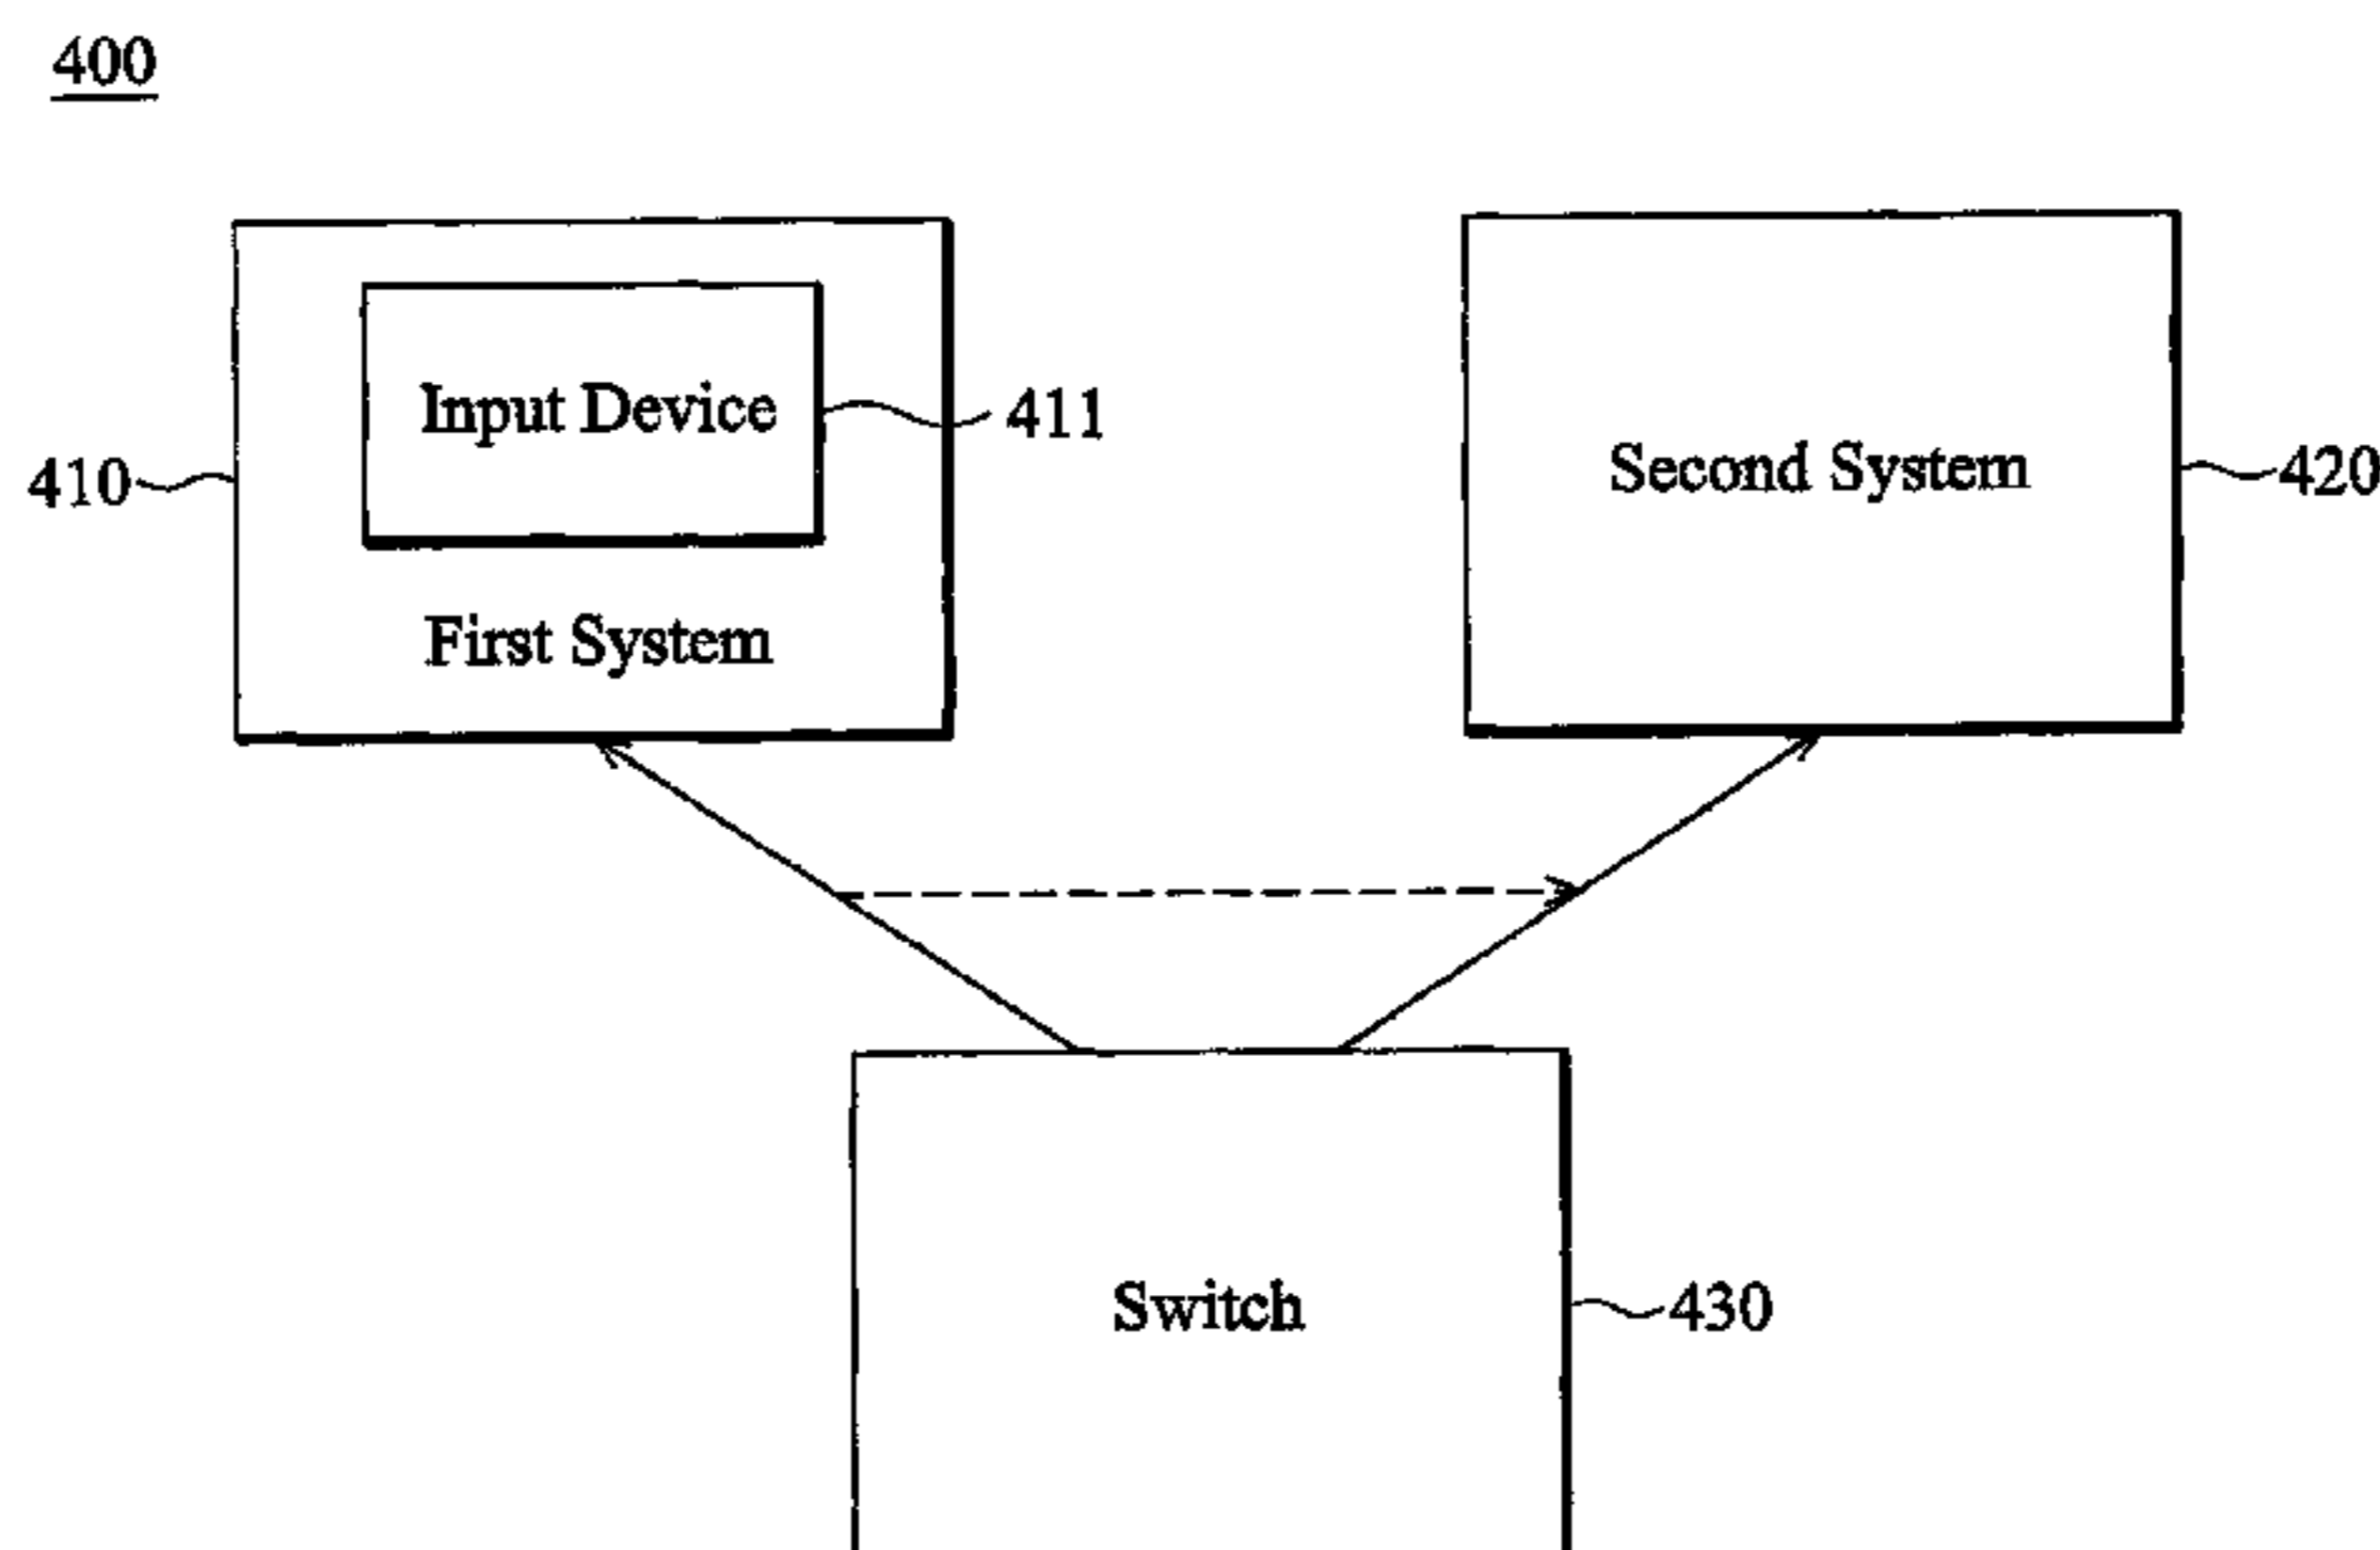 400
Input Device
411
410
First System
Second System
420
Switch
430